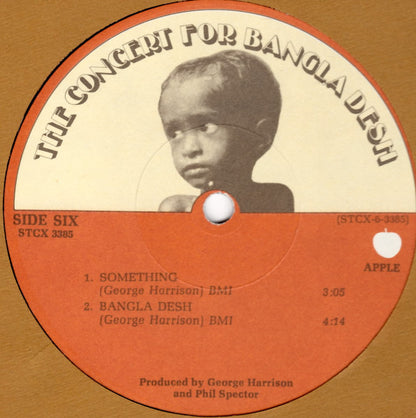 THE CONCERT FOR BANGLA DESH
SIDE SIX
STCX 3385
(STCX-6-3385)
APPLE
1. SOMETHING
(George Harrison) BMI 3:05
2. BANGLA DESH
(George Harrison) BMI 4:14
Produced by George Harrison
and Phil Spector